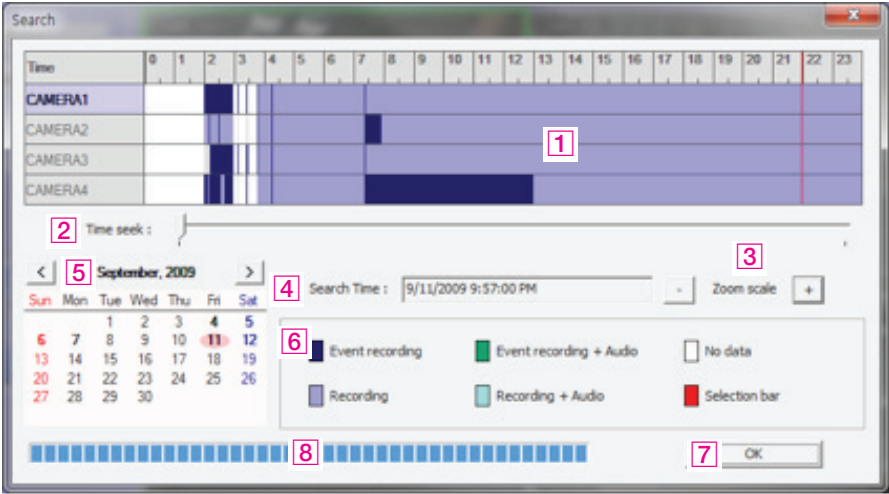 Search
Time 0 1 2 3 4 5 6 7 8 9 10 11 12 13 14 15 16 17 18 19 20 21 22 23
CAMERA1
CAMERA2
1
CAMERA3
CAMERA4
2 Time seek :
3
< 5 September, 2009 >
4 Search Time : 9/11/2009 9:57:00 PM - Zoom scale +
Sun Mon Tue Wed Thu Fri Sat
1 2 3 4 5
6 7 8 9 10 11 12
13 14 15 16 17 18 19
20 21 22 23 24 25 26
27 28 29 30
6 Event recording Event recording + Audio No data
Recording Recording + Audio Selection bar
8
7 OK